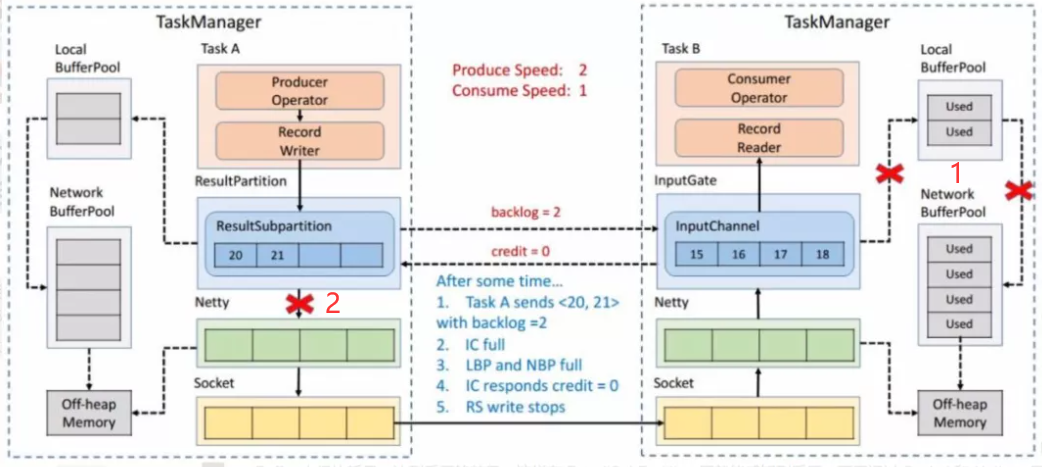 TaskManager
Local
BufferPool
Task A
Producer
Operator
Record
Writer
ResultPartition
Network
BufferPool
ResultSubpartition
20 21
Netty
2
Socket
Off-heap
Memory
Produce Speed: 2
Consume Speed: 1
backlog = 2
credit = 0
After some time...
1. Task A sends <20, 21>
with backlog =2
2. IC full
3. LBP and NBP full
4. IC responds credit = 0
5. RS write stops
TaskManager
Task B
Consumer
Operator
Record
Reader
InputGate
InputChannel
15 16 17 18
Netty
Socket
Local
BufferPool
Used
Used
1
Network
BufferPool
Used
Used
Used
Used
Off-heap
Memory